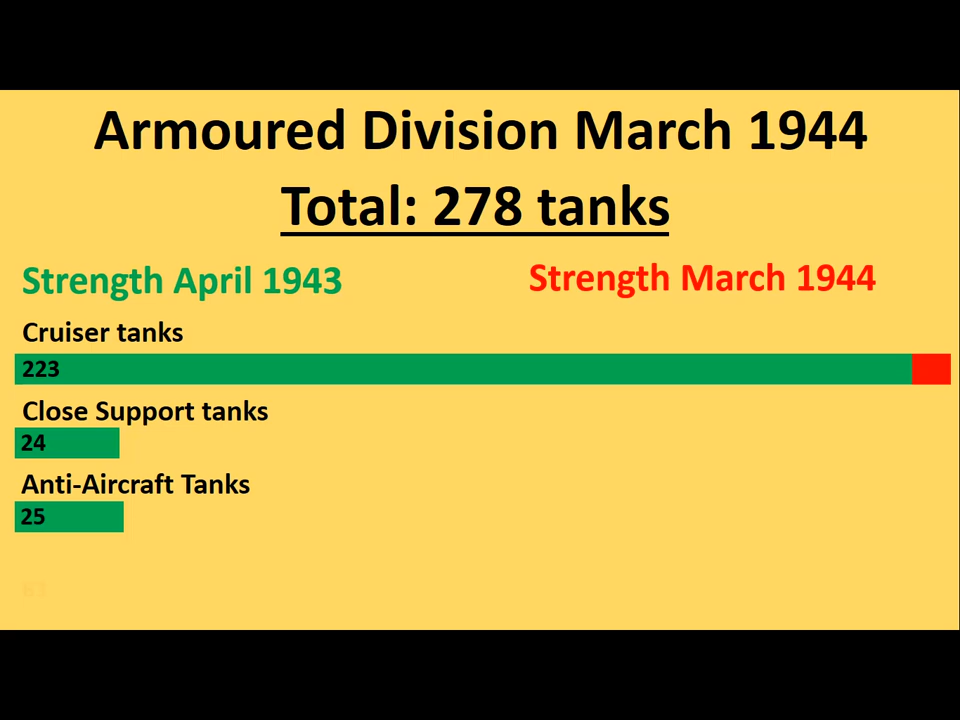 Armoured Division March 1944
Total: 278 tanks
Strength April 1943
Strength March 1944
Cruiser tanks
223
Close Support tanks
24
Anti-Aircraft Tanks
25